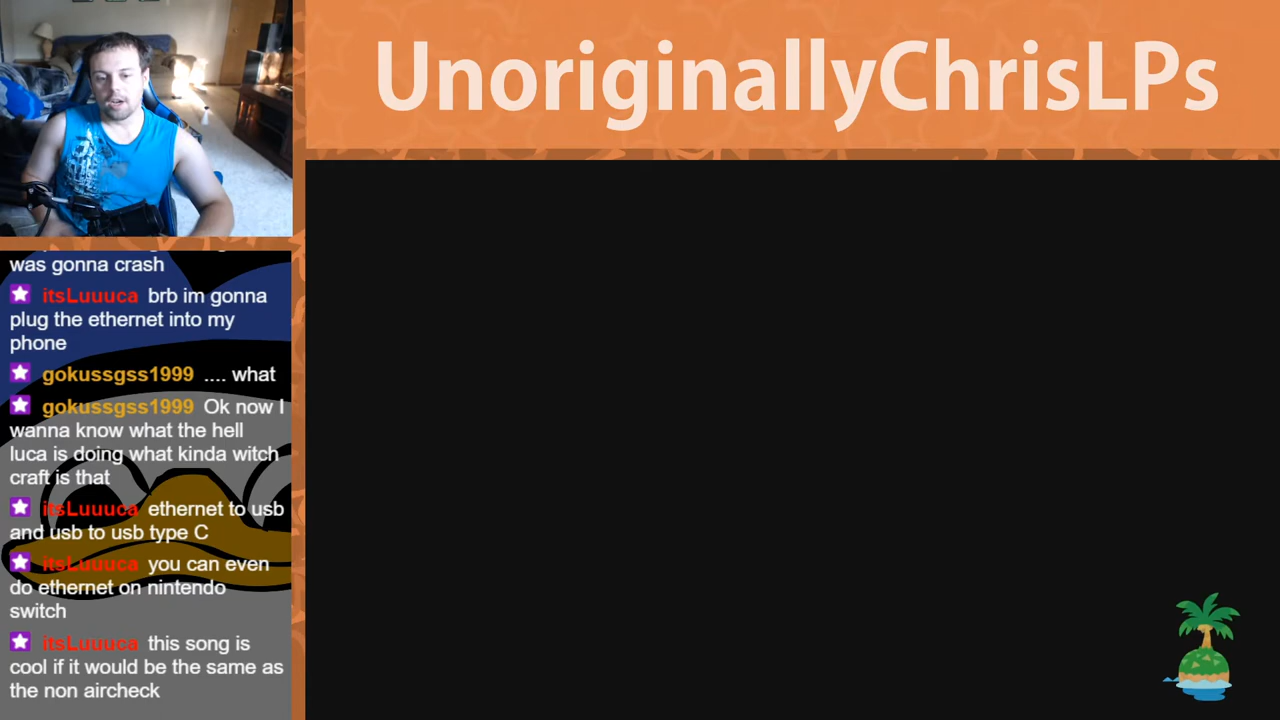 UnoriginallyChrisLPs
was gonna crash
itsLuuuca brb im gonna
plug the ethernet into my
phone
gokussgss1999 .... what
gokussgss1999 Ok now I
wanna know what the hell
luca is doing what kinda witch
craft is that
itsLuuuca ethernet to usb
and usb to usb type C
itsLuuuca you can even
do ethernet on nintendo
switch
itsLuuuca this song is
cool if it would be the same as
the non aircheck